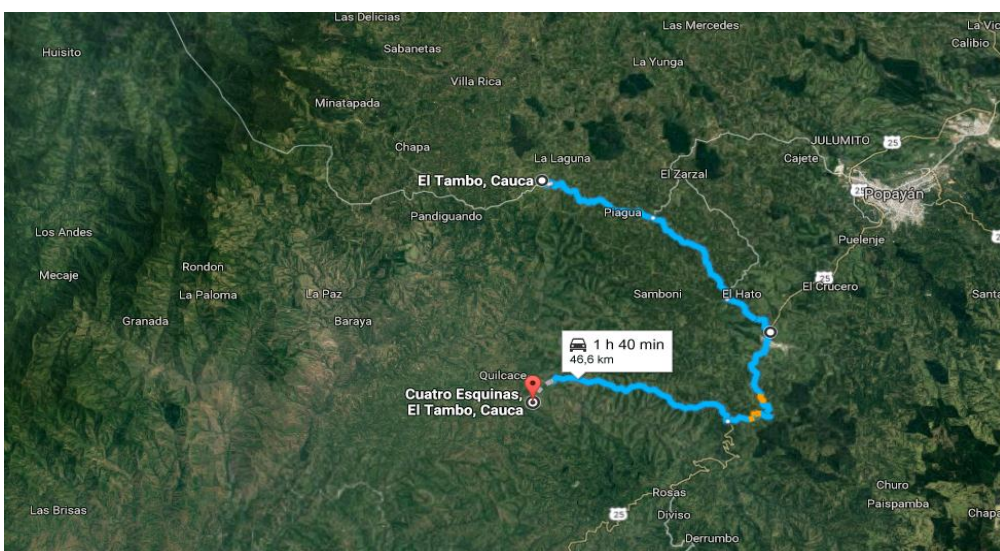 Las Delicias
Las Mercedes
La Vic
Calibio
Huisito
Sabanetas
La Yunga
Villa Rica
Minatapada
JULUMITO
25
Chapa
La Laguna
Cajete
El Tambo, Cauca
El Zarzal
25
Popayán
Pandiguando
Piagua
Los Andes
Puelenje
2
Rondon
Mecaje
25
La Paloma
La Paz
Samboni
El Hato
El Crucero
Santa
Granada
Baraya
1 h 40 min
46,6 km
Quilcace
Cuatro Esquinas,
El Tambo, Cauca
Rosas
Churo
Las Brisas
25
Diviso
Paispamba
Chapa
Derrumbo